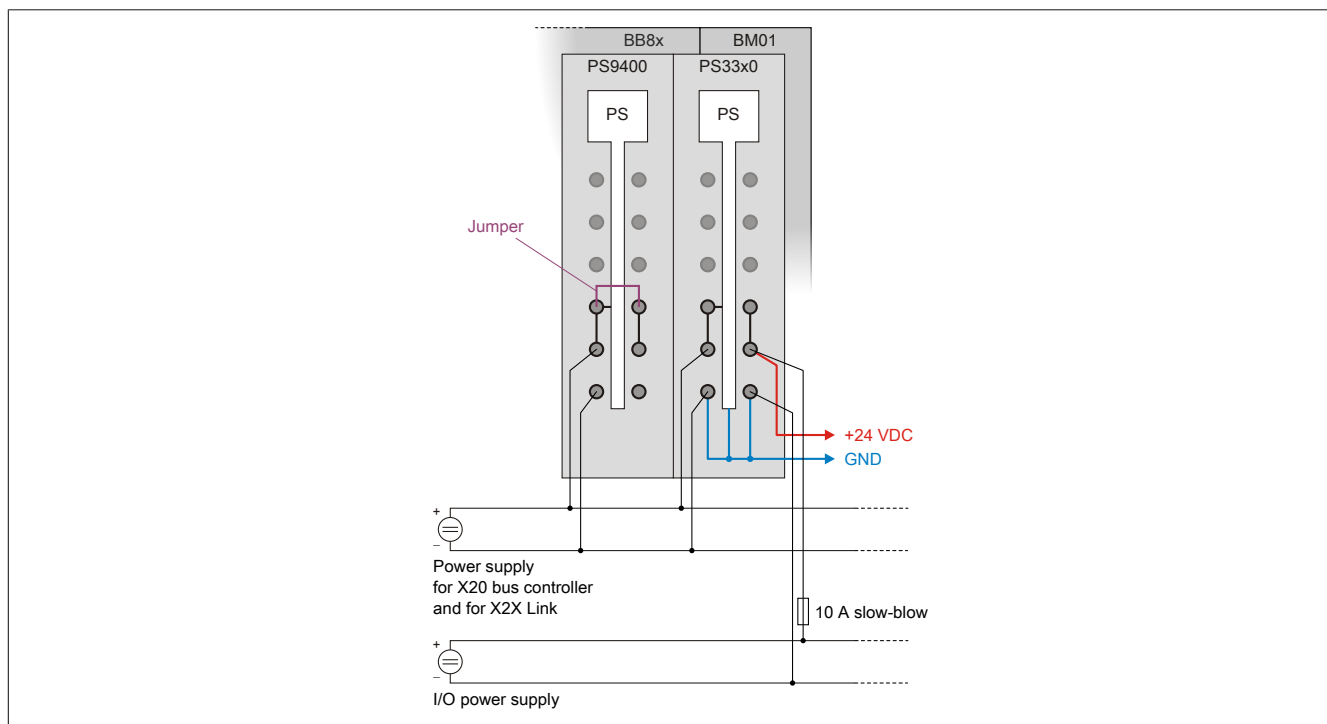 BB8x BM01
PS9400 PS33x0
PS PS
Jumper
+24 VDC
GND
+
–
Power supply
for X20 bus controller
and for X2X Link
10 A slow-blow
+
–
I/O power supply